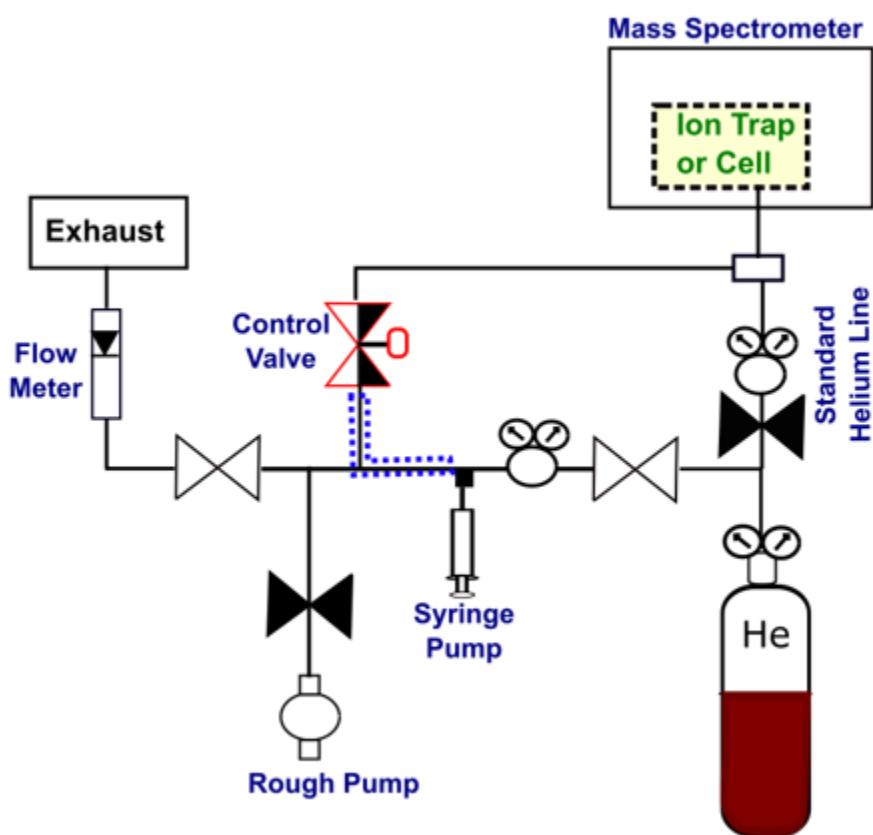 Mass Spectrometer
Ion Trap
or Cell
Exhaust
Control
Valve
Flow
Meter
Standard
Helium Line
Syringe
Pump
He
Rough Pump